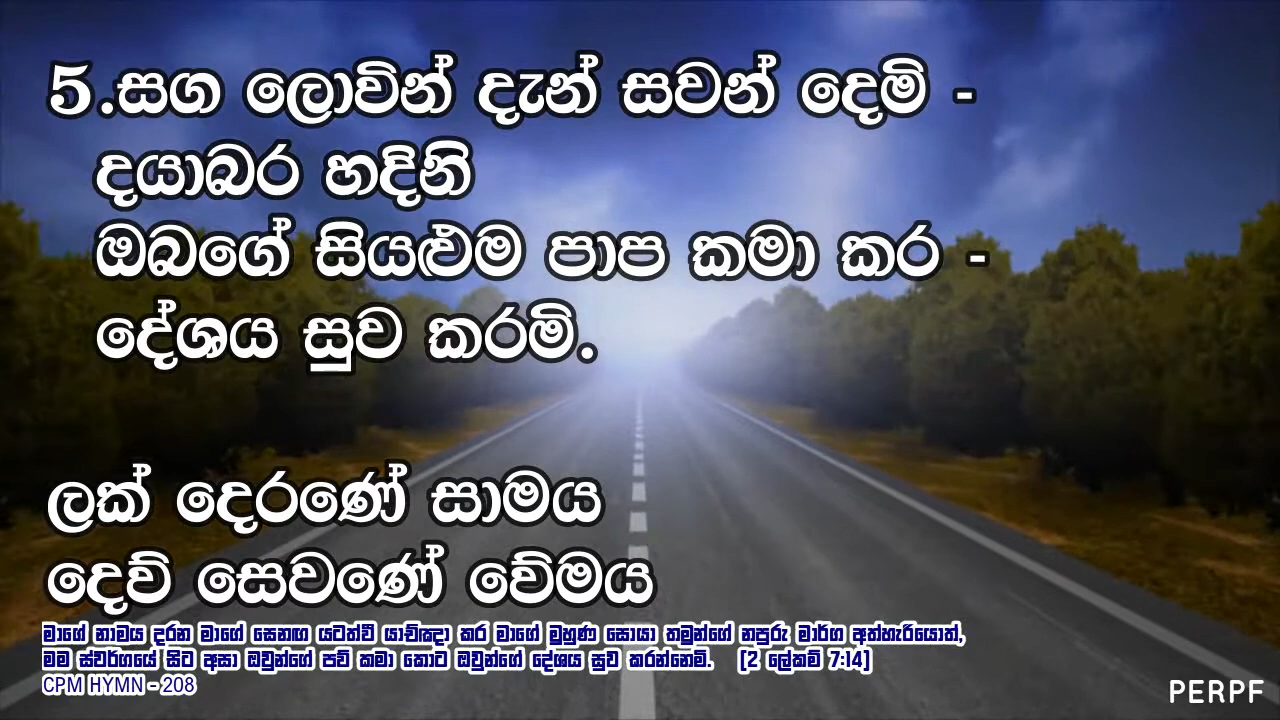 5.සග ලොවින් දැන් සවන් දෙමි -
දයාබර හදිනි
ඔබගේ සියළුම පාප කමා කර -
දේශය සුව කරමි.
ලක් දෙරණේ සාමය
දෙව් සෙවණේ වේමය
මාගේ නාමය දරන මාගේ සෙනඟ යටත්වී යාච්ඤා කර මාගේ මුහුණ සොයා තමුන්ගේ නපුරු මාර්ග අත්හැරියොත්,
මම ස්වර්ගයේ සිට අසා ඔවුන්ගේ පව් කමා කොට ඔවුන්ගේ දේශය සුව කරන්නෙමි. [2 ලේකම් 7:14]
CPM HYMN - 208
PERPF